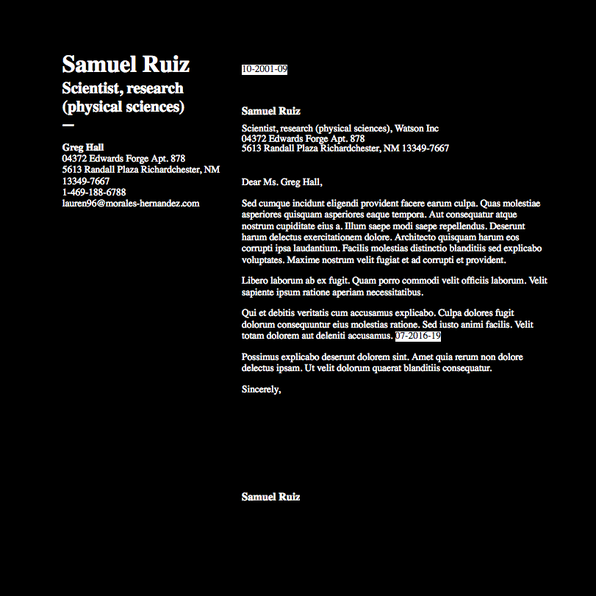 Samuel Ruiz
Scientist, research
(physical sciences)
Greg Hall
04372 Edwards Forge Apt. 878
5613 Randall Plaza Richardchester, NM
13349-7667
1-469-188-6788
lauren96@morales-hernandez.com
10-2001-09
Samuel Ruiz
Scientist, research (physical sciences), Watson Inc
04372 Edwards Forge Apt. 878
5613 Randall Plaza Richardchester, NM 13349-7667
Dear Ms. Greg Hall,
Sed cumque incidunt eligendi provident facere earum culpa. Quas molestiae
asperiores quisquam asperiores eaque tempora. Aut consequatur atque
nostrum cupiditate eius a. Illum saepe modi saepe repellendus. Deserunt
harum delectus exercitationem dolore. Architecto quisquam harum eos
corrupti ipsa laudantium. Facilis molestias distinctio blanditiis sed explicabo
voluptates. Maxime nostrum velit fugiat et ad corrupti et provident.
Libero laborum ab ex fugit. Quam porro commodi velit officiis laborum. Velit
sapiente ipsum ratione aperiam necessitatibus.
Qui et debitis veritatis cum accusamus explicabo. Culpa dolores fugit
dolorum consequuntur eius molestias ratione. Sed iusto animi facilis. Velit
totam dolorem aut deleniti accusamus. 07-2016-19
Possimus explicabo deserunt dolorem sint. Amet quia rerum non dolore
delectus ipsam. Ut velit dolorum quaerat blanditiis consequatur.
Sincerely,
Samuel Ruiz